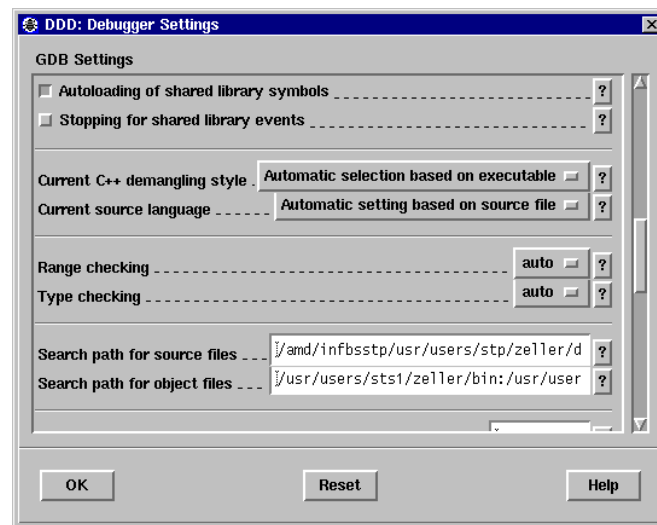 DDD: Debugger Settings
GDB Settings
Autoloading of shared library symbols ?
Stopping for shared library events ?
Current C++ demangling style Automatic selection based on executable ?
Current source language Automatic setting based on source file ?
Range checking auto ?
Type checking auto ?
Search path for source files /amd/infbsstp/usr/users/stp/zeller/d ?
Search path for object files /usr/users/sts1/zeller/bin:/usr/user ?
OK Reset Help